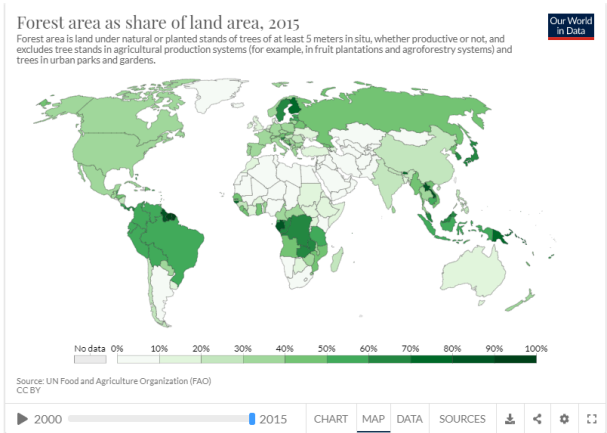 Forest area as share of land area, 2015
Our World
in Data
Forest area is land under natural or planted stands of trees of at least 5 meters in situ, whether productive or not, and
excludes tree stands in agricultural production systems (for example, in fruit plantations and agroforestry systems) and
trees in urban parks and gardens.
No data 0% 10% 20% 30% 40% 50% 60% 70% 80% 90% 100%
Source: UN Food and Agriculture Organization (FAO)
CC BY
2000 2015 CHART MAP DATA SOURCES